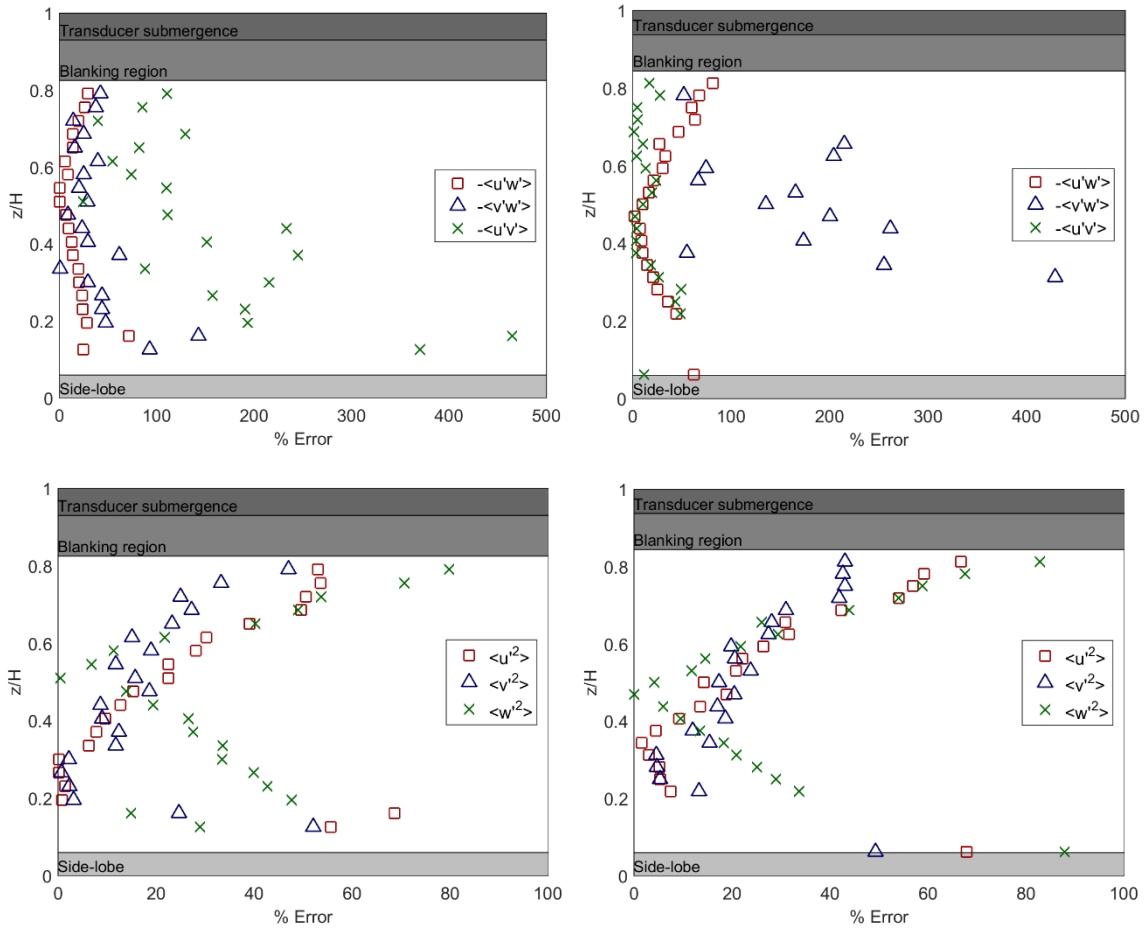 1
Transducer submergence
Blanking region
0.8
0.6
z/H
0.4
0.2
Side-lobe
0
-<u'w'>
-<v'w'>
-<u'v'>
0 100 200 300 400 500
% Error
1
Transducer submergence
Blanking region
0.8
0.6
z/H
0.4
0.2
Side-lobe
0
-<u'w'>
-<v'w'>
-<u'v'>
0 100 200 300 400 500
% Error
1
Transducer submergence
Blanking region
0.8
0.6
z/H
0.4
0.2
Side-lobe
0
<u'²>
<v'²>
<w'²>
0 20 40 60 80 100
% Error
1
Transducer submergence
Blanking region
0.8
0.6
z/H
0.4
0.2
Side-lobe
0
<u'²>
<v'²>
<w'²>
0 20 40 60 80 100
% Error